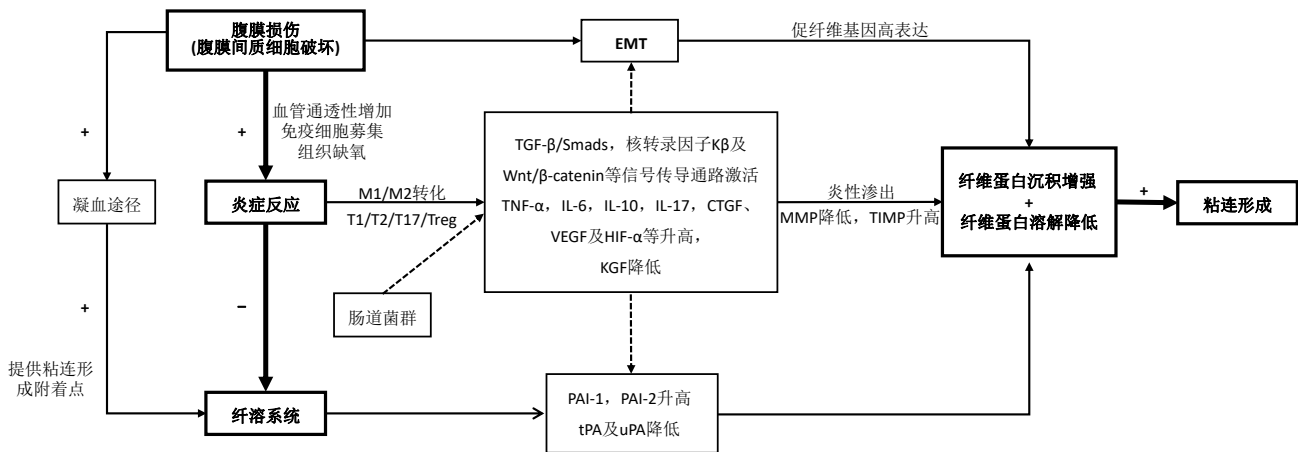 腹膜损伤
(腹膜间质细胞破坏)
EMT
促纤维基因高表达
+
+
血管通透性增加
免疫细胞募集
组织缺氧
凝血途径
炎症反应
M1/M2转化
T1/T2/T17/Treg
TGF-β/Smads，核转录因子Kβ及
Wnt/β-catenin等信号传导通路激活
TNF-α，IL-6，IL-10，IL-17，CTGF、
VEGF及HIF-α等升高，
KGF降低
炎性渗出
MMP降低，TIMP升高
纤维蛋白沉积增强
+
纤维蛋白溶解降低
+
粘连形成
+
−
肠道菌群
提供粘连形
成附着点
纤溶系统
PAI-1，PAI-2升高
tPA及uPA降低